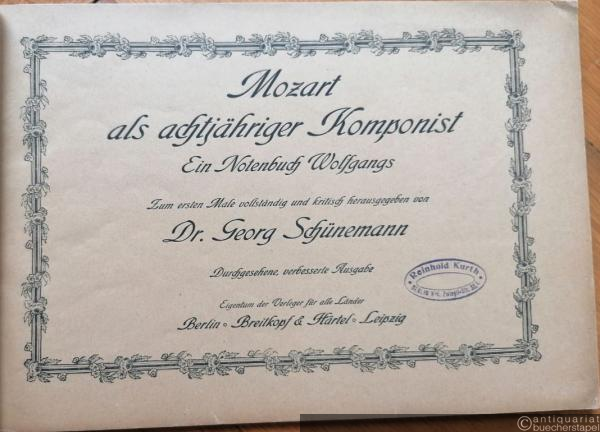 Mozart
als achtjähriger Komponist
Ein Notenbuch Wolfgangs
Zum ersten Male vollständig und kritisch herausgegeben von
Dr. Georg Schünemann
Durchgesehene, verbesserte Ausgabe
Reinhold Kurth
Eigentum der Verleger für alle Länder
Berlin ∘ Breitkopf & Härtel ∘ Leipzig
antiquariat
buecherstapel